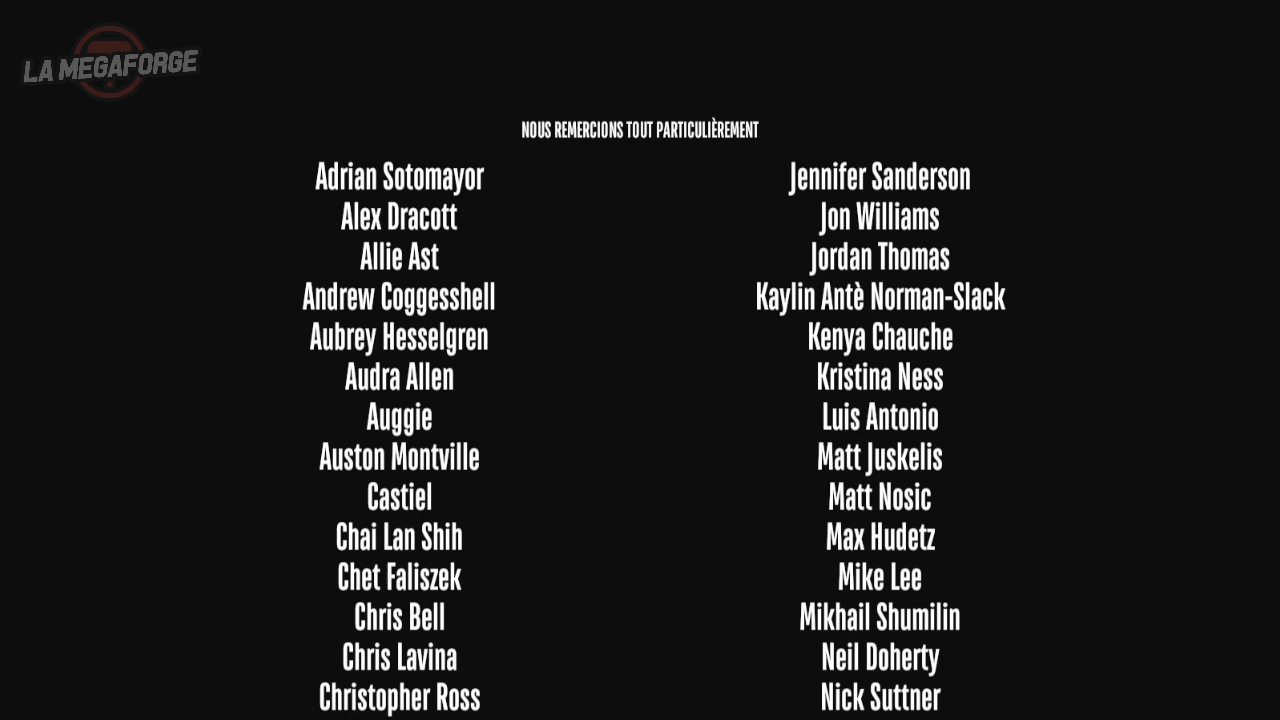 LA MEGAFORGE
NOUS REMERCIONS TOUT PARTICULIÈREMENT
Adrian Sotomayor
Alex Dracott
Allie Ast
Andrew Coggesshell
Aubrey Hesselgren
Audra Allen
Auggie
Auston Montville
Castiel
Chai Lan Shih
Chet Faliszek
Chris Bell
Chris Lavina
Christopher Ross
Jennifer Sanderson
Jon Williams
Jordan Thomas
Kaylin Antè Norman-Slack
Kenya Chauche
Kristina Ness
Luis Antonio
Matt Juskelis
Matt Nosic
Max Hudetz
Mike Lee
Mikhail Shumilin
Neil Doherty
Nick Suttner